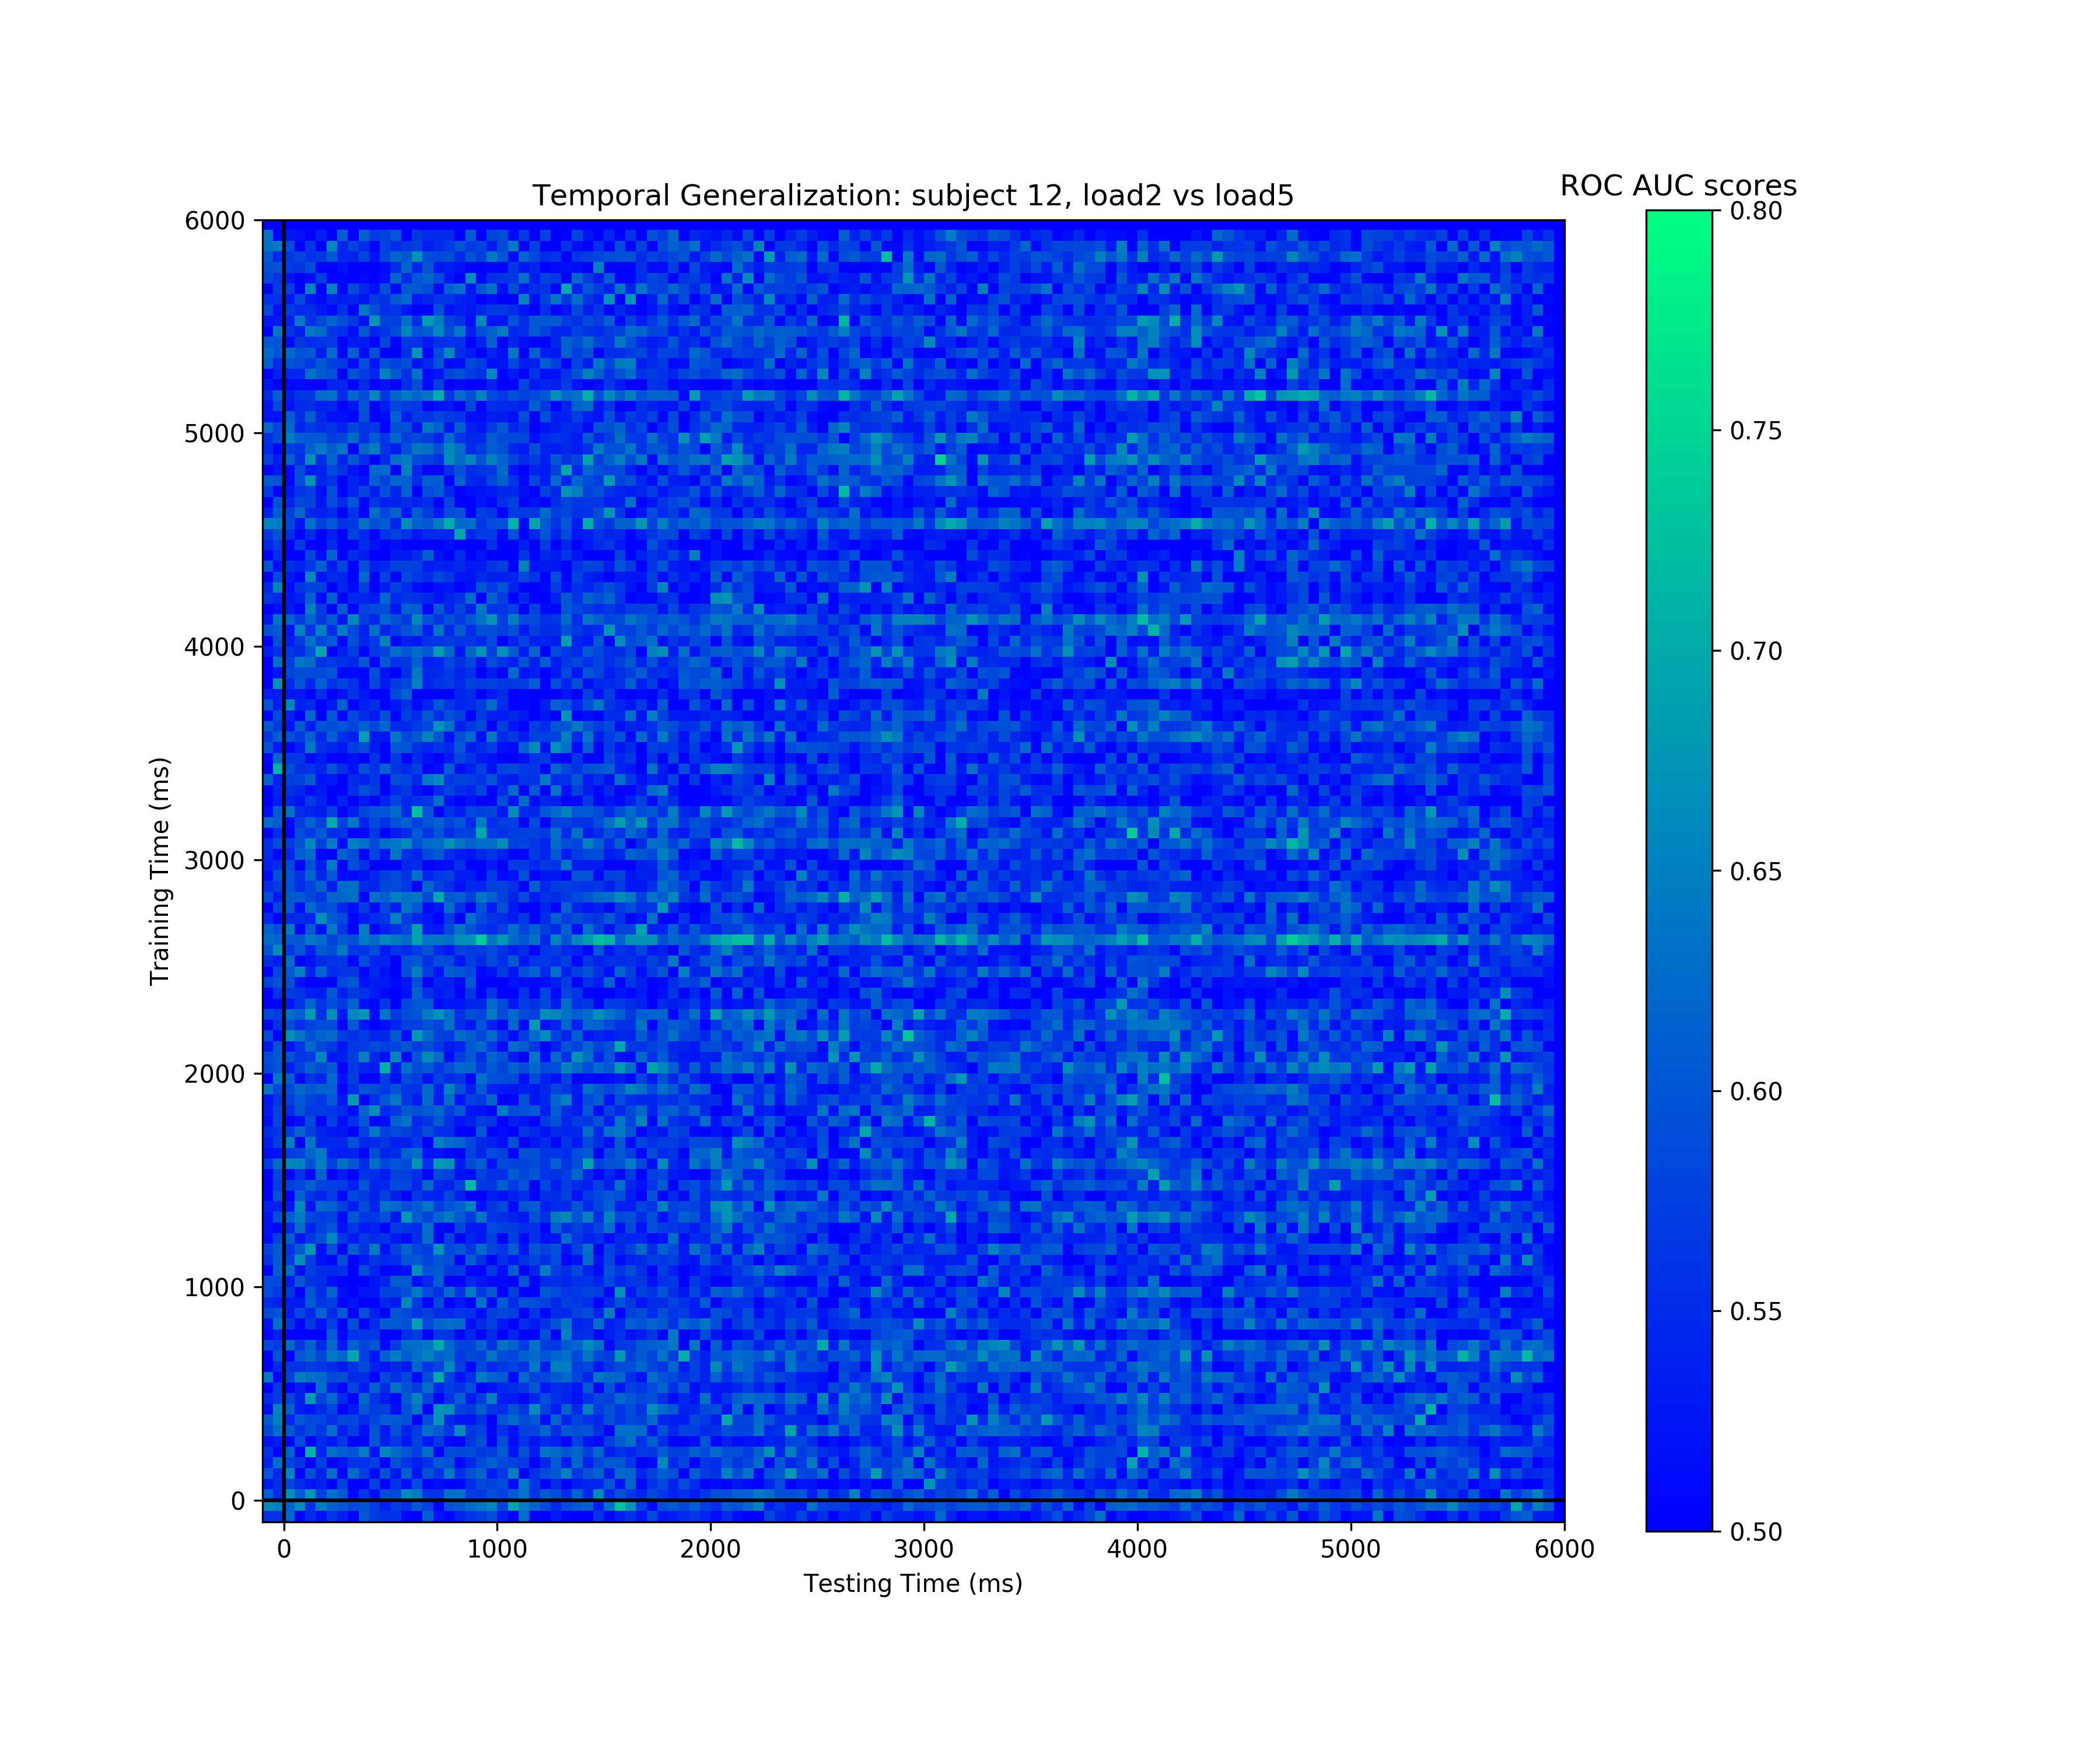 Temporal Generalization: subject 12, load2 vs load5
ROC AUC scores
6000
5000
4000
3000
2000
1000
0
Training Time (ms)
0 1000 2000 3000 4000 5000 6000
Testing Time (ms)
0.80
0.75
0.70
0.65
0.60
0.55
0.50